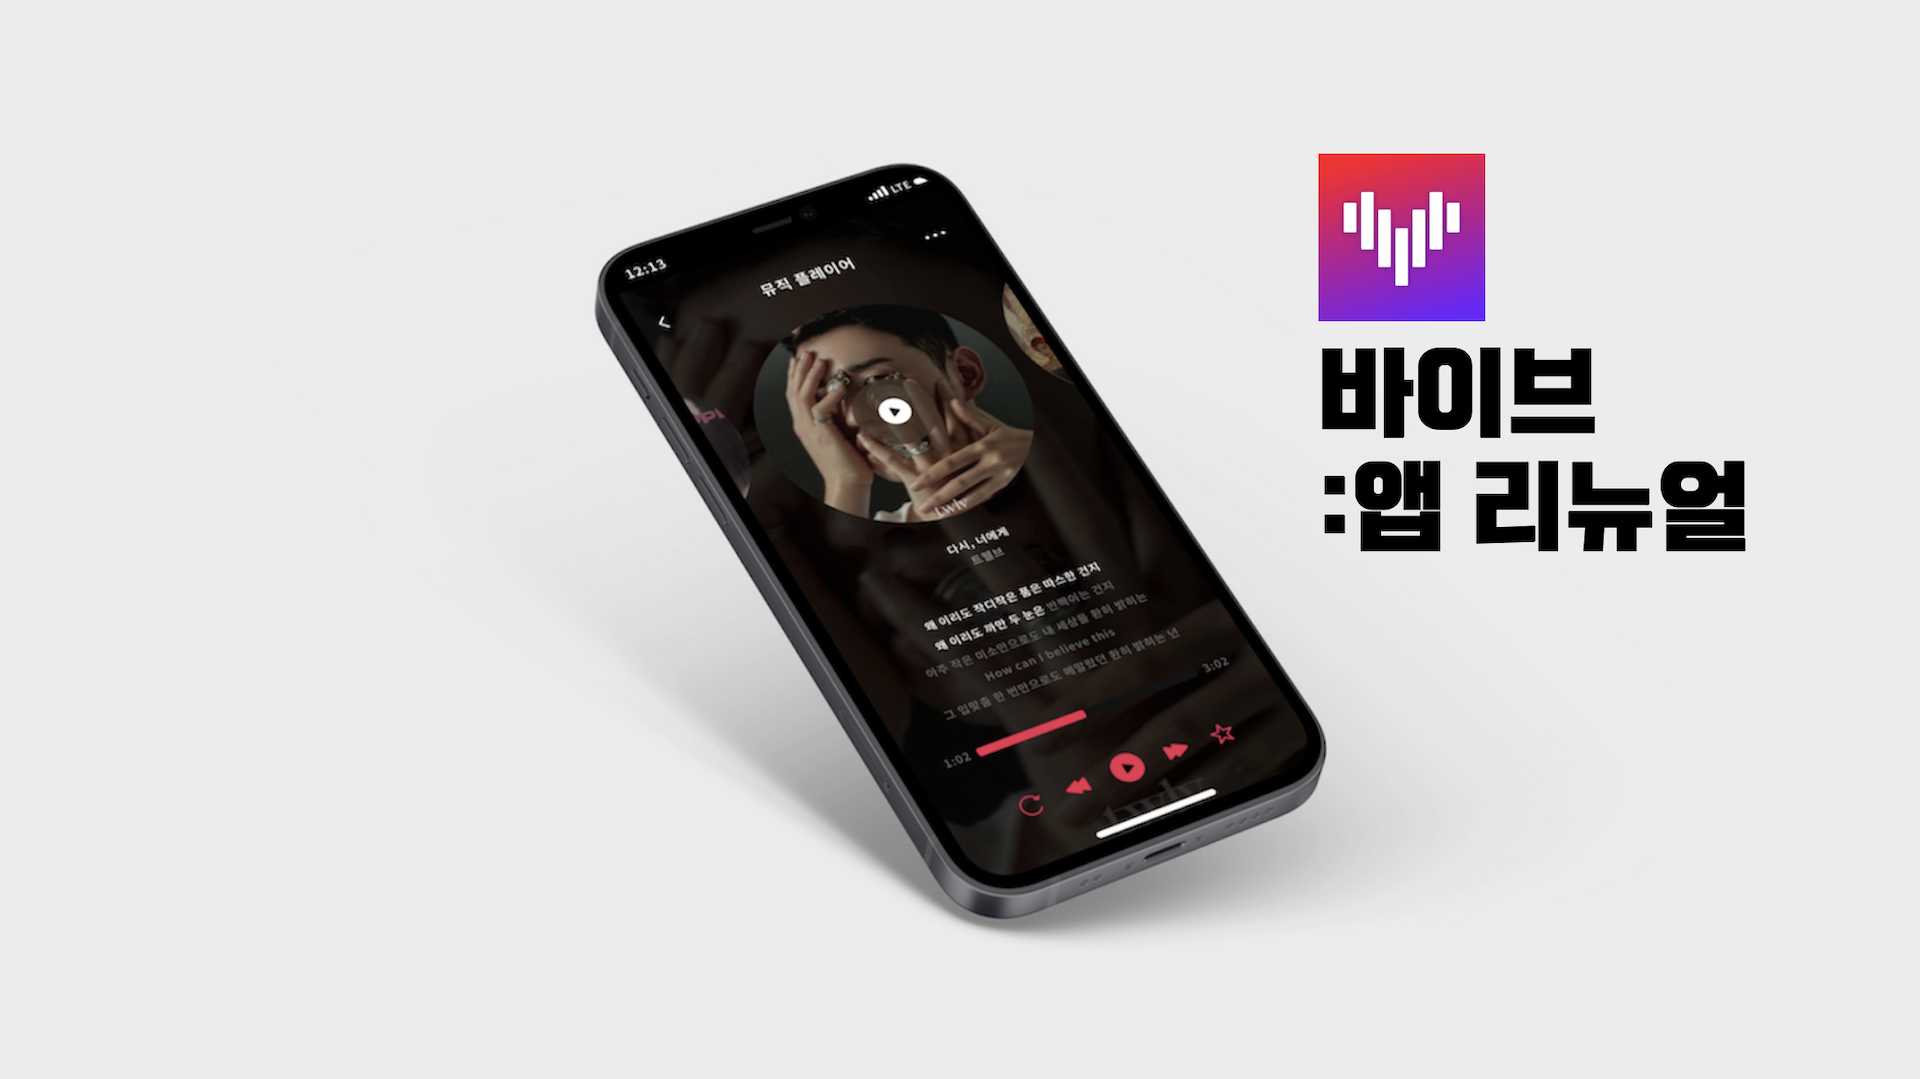 12:13
LTE
뮤직 플레이어
twlv
다시, 너에게
트웰브
왜 이리도 작디작은 품은 따스한 건지
왜 이리도 까만 두 눈은 반짝이는 건지
아주 작은 미소만으로도 내 세상을 환히 밝히는
How can I believe this
그 입맞춤 한 번만으로도 메말랐던 환히 밝히는 넌
1:02
3:02
twlv
바이브
:앱 리뉴얼